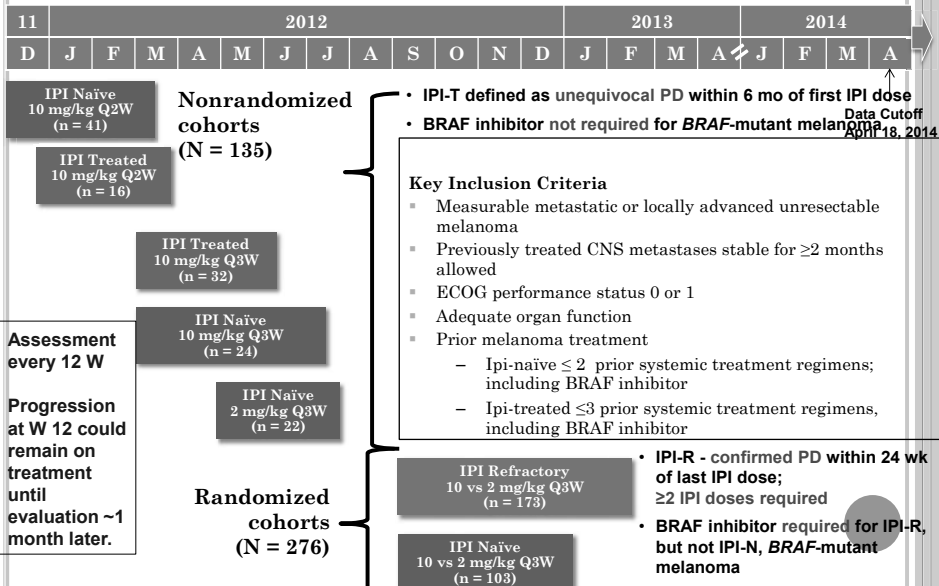 11 2012 2013 2014
D J F M A M J J A S O N D J F M A J F M A
IPI Naïve
10 mg/kg Q2W
(n = 41)
IPI Treated
10 mg/kg Q2W
(n = 16)
Nonrandomized
cohorts
(N = 135)
• IPI-T defined as unequivocal PD within 6 mo of first IPI dose
• BRAF inhibitor not required for BRAF-mutant melanoma
Data Cutoff
April 18, 2014
IPI Treated
10 mg/kg Q3W
(n = 32)
IPI Naïve
10 mg/kg Q3W
(n = 24)
IPI Naïve
2 mg/kg Q3W
(n = 22)
Key Inclusion Criteria
▪ Measurable metastatic or locally advanced unresectable
melanoma
▪ Previously treated CNS metastases stable for ≥2 months
allowed
▪ ECOG performance status 0 or 1
▪ Adequate organ function
▪ Prior melanoma treatment
– Ipi-naïve ≤ 2 prior systemic treatment regimens;
including BRAF inhibitor
– Ipi-treated ≤3 prior systemic treatment regimens,
including BRAF inhibitor
Assessment
every 12 W
Progression
at W 12 could
remain on
treatment
until
evaluation ~1
month later.
Randomized
cohorts
(N = 276)
IPI Refractory
10 vs 2 mg/kg Q3W
(n = 173)
IPI Naïve
10 vs 2 mg/kg Q3W
(n = 103)
• IPI-R - confirmed PD within 24 wk
of last IPI dose;
≥2 IPI doses required
• BRAF inhibitor required for IPI-R,
but not IPI-N, BRAF-mutant
melanoma